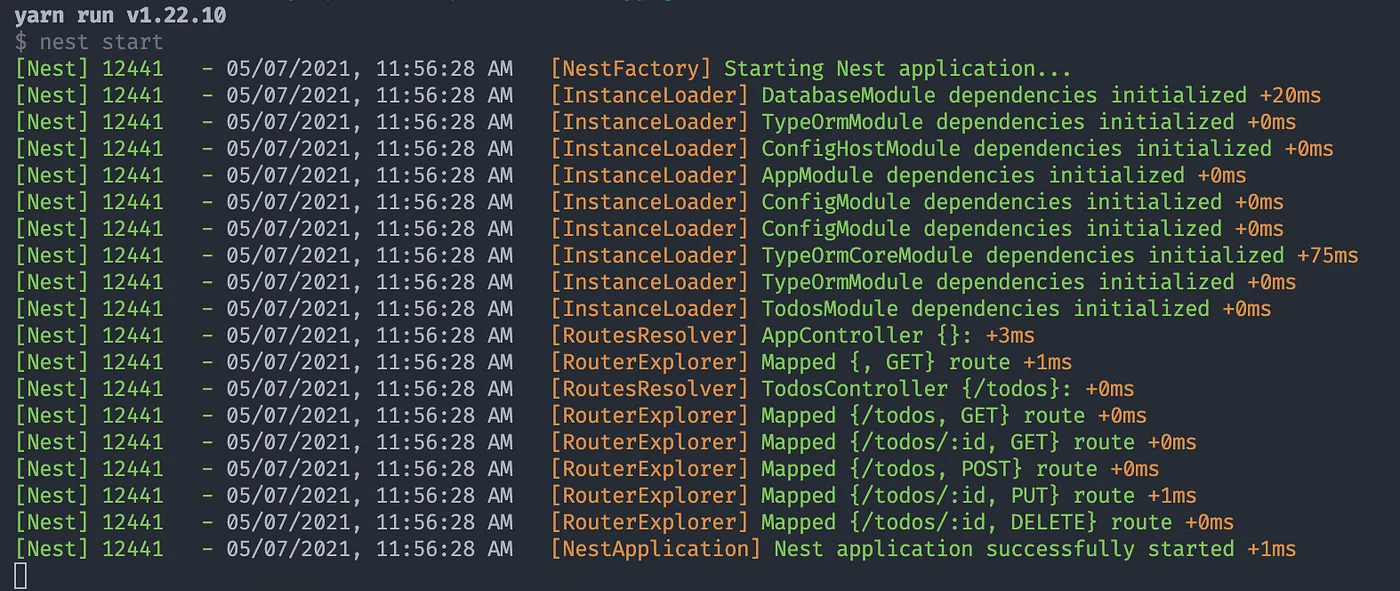 yarn run v1.22.10
$ nest start
[Nest] 12441   - 05/07/2021, 11:56:28 AM   [NestFactory] Starting Nest application...
[Nest] 12441   - 05/07/2021, 11:56:28 AM   [InstanceLoader] DatabaseModule dependencies initialized +20ms
[Nest] 12441   - 05/07/2021, 11:56:28 AM   [InstanceLoader] TypeOrmModule dependencies initialized +0ms
[Nest] 12441   - 05/07/2021, 11:56:28 AM   [InstanceLoader] ConfigHostModule dependencies initialized +0ms
[Nest] 12441   - 05/07/2021, 11:56:28 AM   [InstanceLoader] AppModule dependencies initialized +0ms
[Nest] 12441   - 05/07/2021, 11:56:28 AM   [InstanceLoader] ConfigModule dependencies initialized +0ms
[Nest] 12441   - 05/07/2021, 11:56:28 AM   [InstanceLoader] ConfigModule dependencies initialized +0ms
[Nest] 12441   - 05/07/2021, 11:56:28 AM   [InstanceLoader] TypeOrmCoreModule dependencies initialized +75ms
[Nest] 12441   - 05/07/2021, 11:56:28 AM   [InstanceLoader] TypeOrmModule dependencies initialized +0ms
[Nest] 12441   - 05/07/2021, 11:56:28 AM   [InstanceLoader] TodosModule dependencies initialized +0ms
[Nest] 12441   - 05/07/2021, 11:56:28 AM   [RoutesResolver] AppController {}: +3ms
[Nest] 12441   - 05/07/2021, 11:56:28 AM   [RouterExplorer] Mapped {, GET} route +1ms
[Nest] 12441   - 05/07/2021, 11:56:28 AM   [RoutesResolver] TodosController {/todos}: +0ms
[Nest] 12441   - 05/07/2021, 11:56:28 AM   [RouterExplorer] Mapped {/todos, GET} route +0ms
[Nest] 12441   - 05/07/2021, 11:56:28 AM   [RouterExplorer] Mapped {/todos/:id, GET} route +0ms
[Nest] 12441   - 05/07/2021, 11:56:28 AM   [RouterExplorer] Mapped {/todos, POST} route +0ms
[Nest] 12441   - 05/07/2021, 11:56:28 AM   [RouterExplorer] Mapped {/todos/:id, PUT} route +1ms
[Nest] 12441   - 05/07/2021, 11:56:28 AM   [RouterExplorer] Mapped {/todos/:id, DELETE} route +0ms
[Nest] 12441   - 05/07/2021, 11:56:28 AM   [NestApplication] Nest application successfully started +1ms